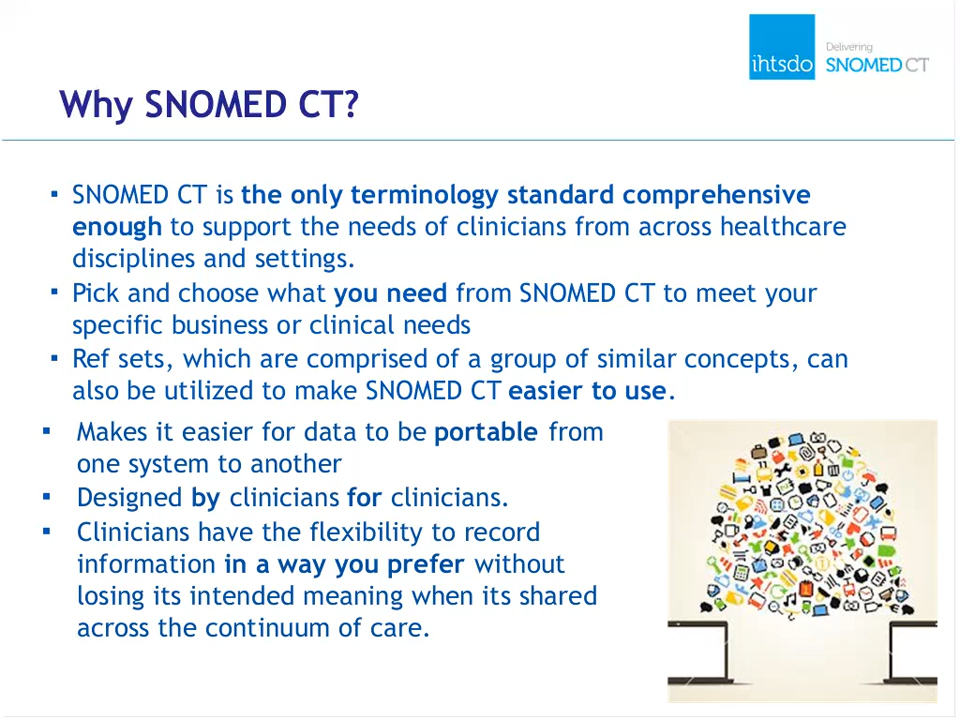 ihtsdo
Delivering
SNOMED CT
Why SNOMED CT?
▪ SNOMED CT is the only terminology standard comprehensive
enough to support the needs of clinicians from across healthcare
disciplines and settings.
▪ Pick and choose what you need from SNOMED CT to meet your
specific business or clinical needs
▪ Ref sets, which are comprised of a group of similar concepts, can
also be utilized to make SNOMED CT easier to use.
▪ Makes it easier for data to be portable from
one system to another
▪ Designed by clinicians for clinicians.
▪ Clinicians have the flexibility to record
information in a way you prefer without
losing its intended meaning when its shared
across the continuum of care.